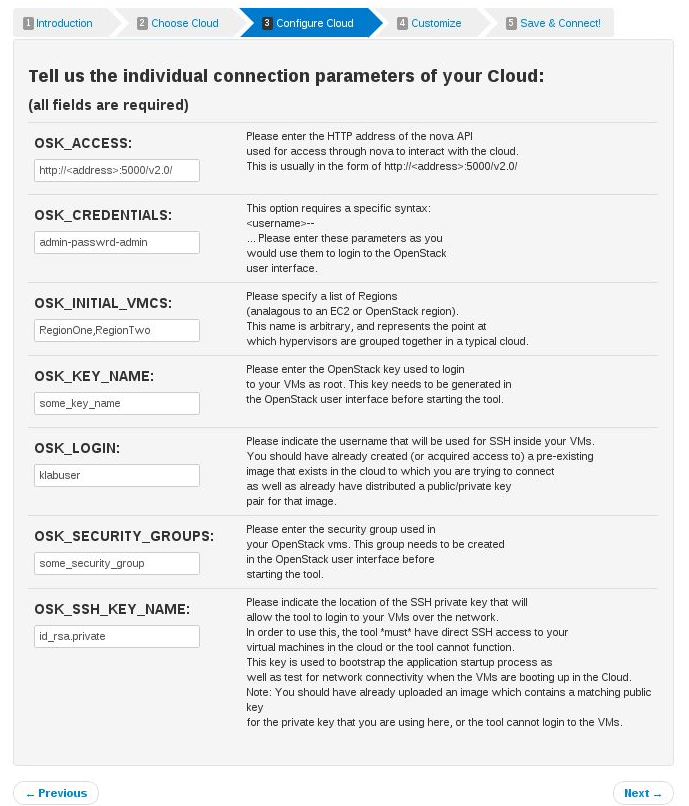 1 Introduction
2 Choose Cloud
3 Configure Cloud
4 Customize
5 Save & Connect!
Tell us the individual connection parameters of your Cloud:
(all fields are required)
OSK_ACCESS:
http://<address>:5000/v2.0/
Please enter the HTTP address of the nova API
used for access through nova to interact with the cloud.
This is usually in the form of http://<address>:5000/v2.0/
OSK_CREDENTIALS:
admin-passwrd-admin
This option requires a specific syntax:
<username>--
... Please enter these parameters as you
would use them to login to the OpenStack
user interface.
OSK_INITIAL_VMCS:
RegionOne,RegionTwo
Please specify a list of Regions
(analagous to an EC2 or OpenStack region).
This name is arbitrary, and represents the point at
which hypervisors are grouped together in a typical cloud.
OSK_KEY_NAME:
some_key_name
Please enter the OpenStack key used to login
to your VMs as root. This key needs to be generated in
the OpenStack user interface before starting the tool.
OSK_LOGIN:
klabuser
Please indicate the username that will be used for SSH inside your VMs.
You should have already created (or acquired access to) a pre-existing
image that exists in the cloud to which you are trying to connect
as well as already have distributed a public/private key
pair for that image.
OSK_SECURITY_GROUPS:
some_security_group
Please enter the security group used in
your OpenStack vms. This group needs to be created
in the OpenStack user interface before
starting the tool.
OSK_SSH_KEY_NAME:
id_rsa.private
Please indicate the location of the SSH private key that will
allow the tool to login to your VMs over the network.
In order to use this, the tool *must* have direct SSH access to your
virtual machines in the cloud or the tool cannot function.
This key is used to bootstrap the application startup process as
well as test for network connectivity when the VMs are booting up in the Cloud.
Note: You should have already uploaded an image which contains a matching public
key
for the private key that you are using here, or the tool cannot login to the VMs.
← Previous
Next →